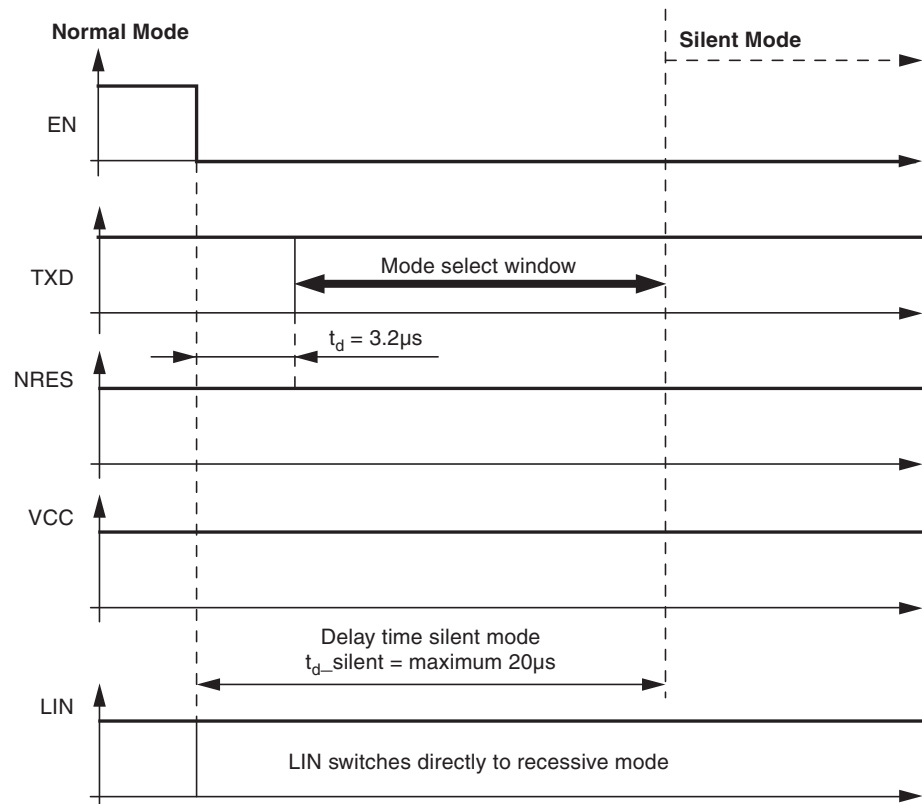 Normal Mode
Silent Mode
EN
TXD
Mode select window
t_d = 3.2µs
NRES
VCC
Delay time silent mode
t_d_silent = maximum 20µs
LIN
LIN switches directly to recessive mode